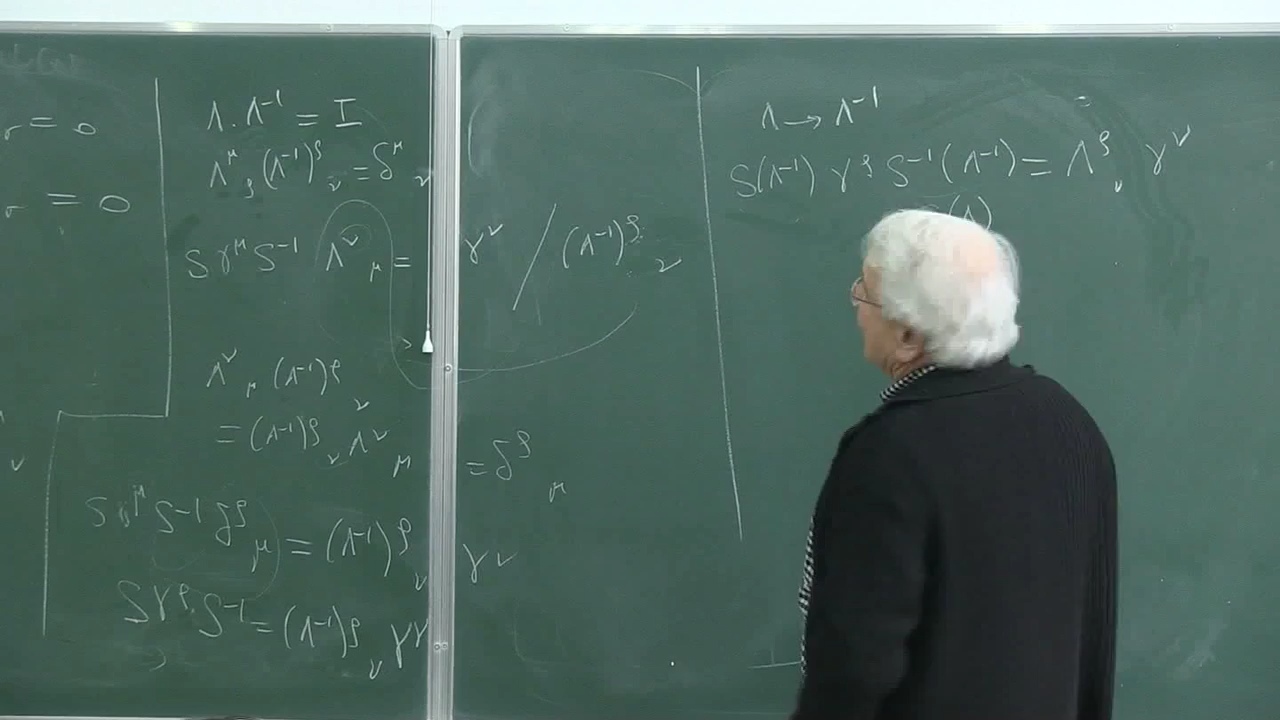 r = 0
r = 0
ν
Λ . Λ⁻¹ = I
Λ^μ_ρ (Λ⁻¹)^ρ_ν = δ^μ_ν
S γ^μ S⁻¹ Λ^ν_μ = γ^ν / (Λ⁻¹)^ρ_ν
Λ^ν_μ (Λ⁻¹)^ρ_ν
= (Λ⁻¹)^ρ_ν Λ^ν_μ = δ^ρ_μ
S γ^μ S⁻¹ δ^ρ_μ = (Λ⁻¹)^ρ_ν γ^ν
S γ^ρ S⁻¹ = (Λ⁻¹)^ρ_ν γ^ν
Λ → Λ⁻¹
S(Λ⁻¹) γ^ρ S⁻¹(Λ⁻¹) = Λ^ρ_ν γ^ν
(Λ)